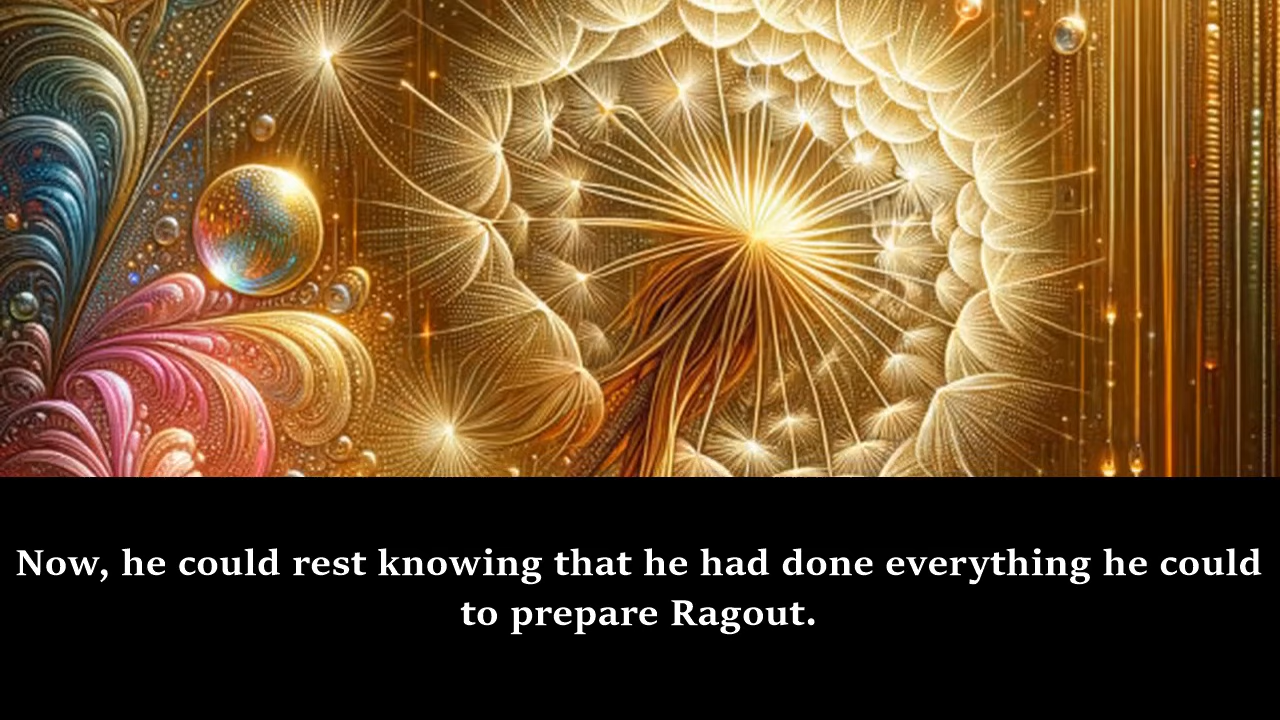 Now, he could rest knowing that he had done everything he could
to prepare Ragout.